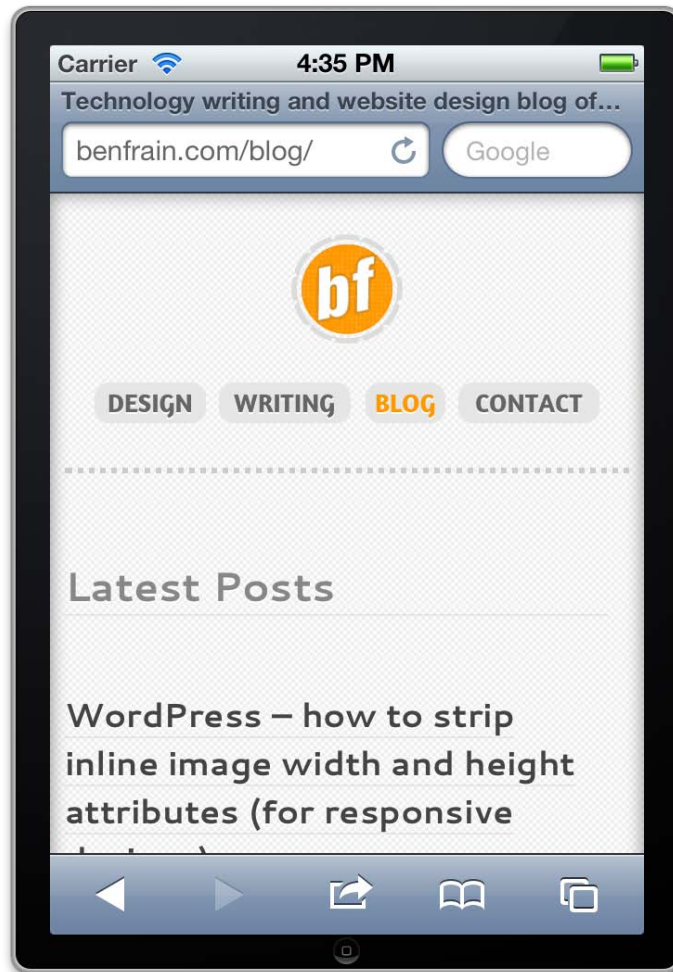 Carrier 4:35 PM
Technology writing and website design blog of...
benfrain.com/blog/ Google
bf
DESIGN WRITING BLOG CONTACT
Latest Posts
WordPress – how to strip
inline image width and height
attributes (for responsive